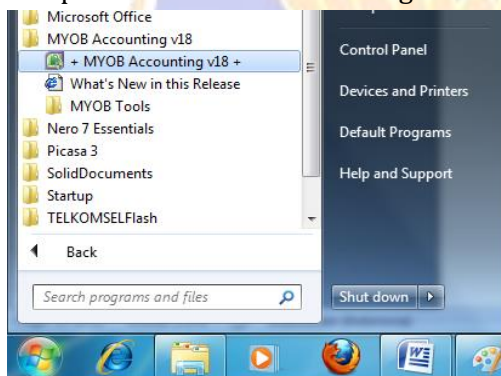 Microsoft Office
MYOB Accounting v18
+ MYOB Accounting v18 +
What's New in this Release
MYOB Tools
Nero 7 Essentials
Picasa 3
SolidDocuments
Startup
TELKOMSELFlash
Back
Search programs and files
Control Panel
Devices and Printers
Default Programs
Help and Support
Shut down